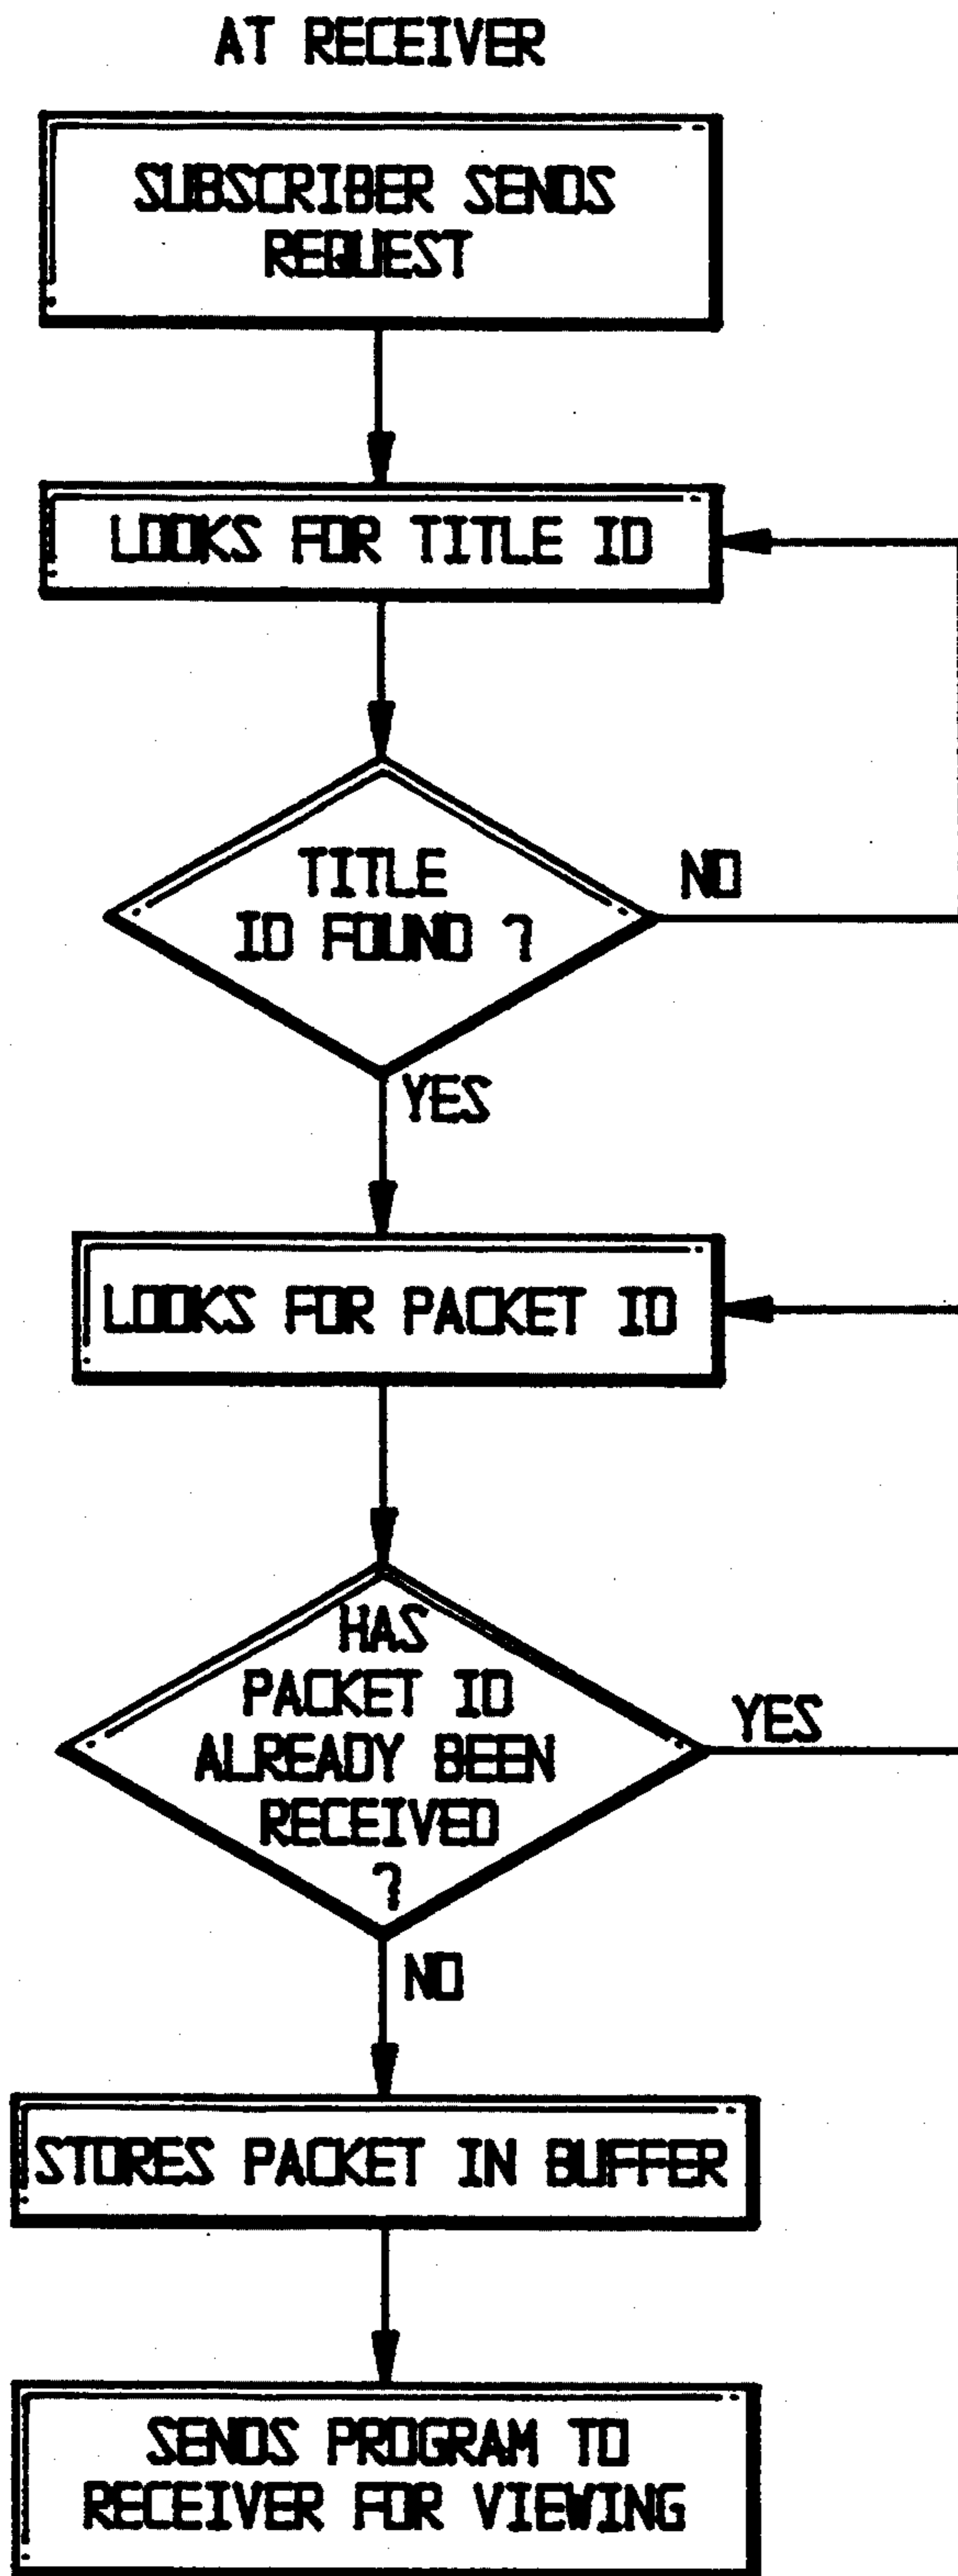 AT RECEIVER
SUBSCRIBER SENDS
REQUEST
LOOKS FOR TITLE ID
TITLE
ID FOUND ?
NO
YES
LOOKS FOR PACKET ID
HAS
PACKET ID
ALREADY BEEN
RECEIVED
?
YES
NO
STORES PACKET IN BUFFER
SENDS PROGRAM TO
RECEIVER FOR VIEWING